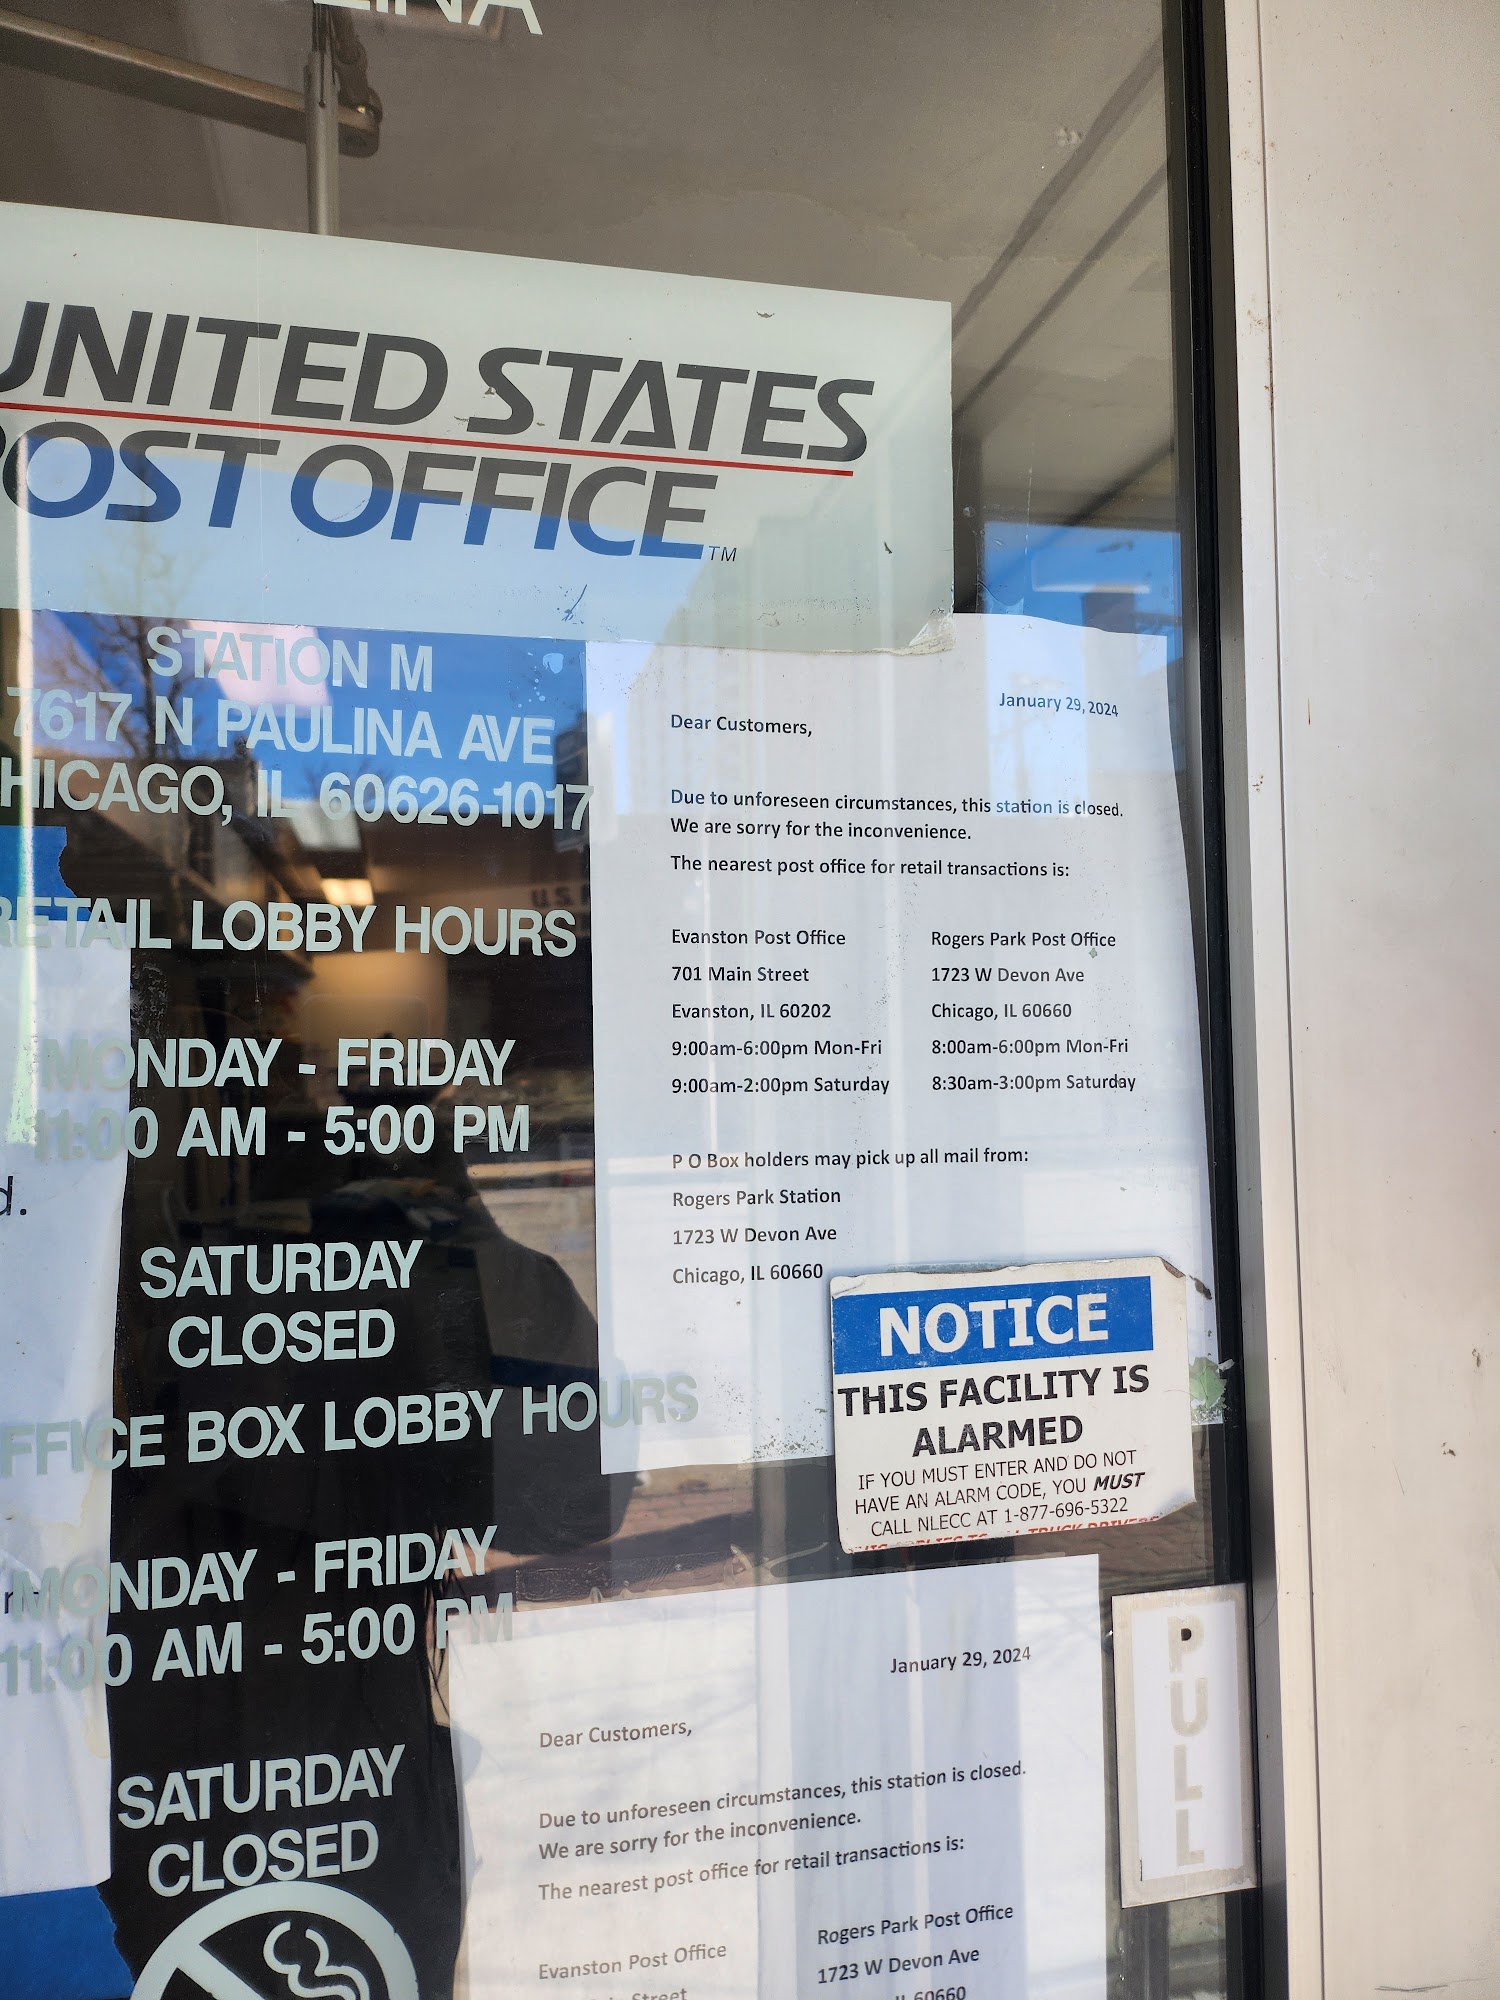 UNITED STATES
POST OFFICE TM
STATION M
7617 N PAULINA AVE
CHICAGO, IL 60626-1017
RETAIL LOBBY HOURS
MONDAY - FRIDAY
11:00 AM - 5:00 PM
SATURDAY
CLOSED
OFFICE BOX LOBBY HOURS
MONDAY - FRIDAY
11:00 AM - 5:00 PM
SATURDAY
CLOSED
d.
January 29, 2024
Dear Customers,
Due to unforeseen circumstances, this station is closed.
We are sorry for the inconvenience.
The nearest post office for retail transactions is:
Evanston Post Office
701 Main Street
Evanston, IL 60202
9:00am-6:00pm Mon-Fri
9:00am-2:00pm Saturday
Rogers Park Post Office
1723 W Devon Ave
Chicago, IL 60660
8:00am-6:00pm Mon-Fri
8:30am-3:00pm Saturday
P O Box holders may pick up all mail from:
Rogers Park Station
1723 W Devon Ave
Chicago, IL 60660
NOTICE
THIS FACILITY IS
ALARMED
IF YOU MUST ENTER AND DO NOT
HAVE AN ALARM CODE, YOU MUST
CALL NLECC AT 1-877-696-5322
PULL
January 29, 2024
Dear Customers,
Due to unforeseen circumstances, this station is closed.
We are sorry for the inconvenience.
The nearest post office for retail transactions is:
Evanston Post Office
Street
Rogers Park Post Office
1723 W Devon Ave
60660